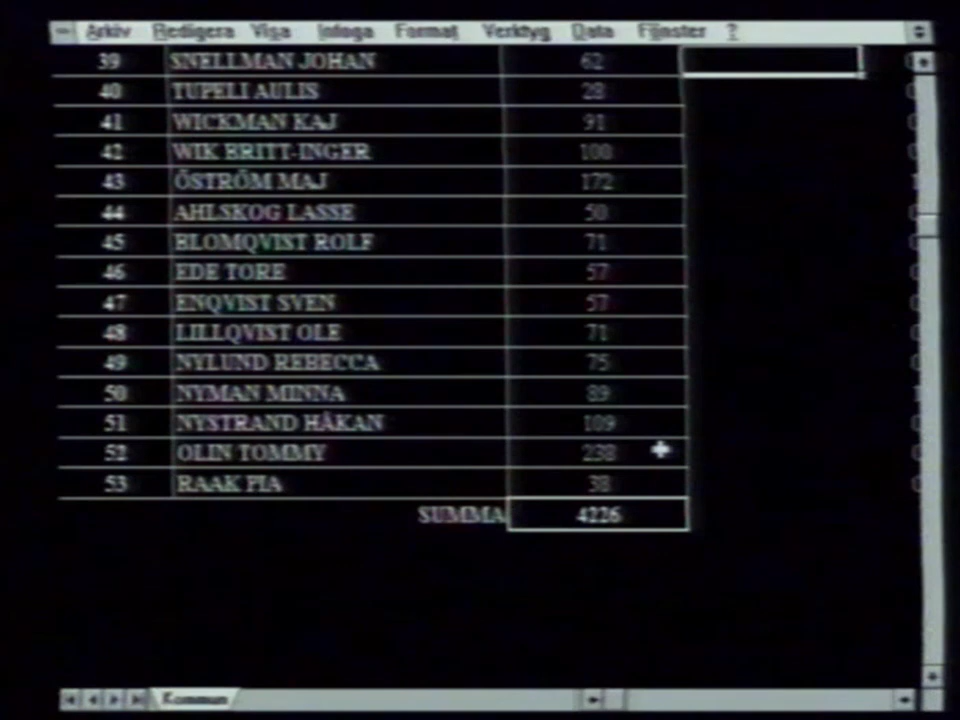 Arkiv Redigera Visa Infoga Format Verktyg Data Fönster ?
39 SNELLMAN JOHAN 62
40 TUPELI AULIS 28
41 WICKMAN KAJ 91
42 WIK BRITT-INGER 100
43 ÖSTRÖM MAJ 172
44 AHLSKOG LASSE 50
45 BLOMQVIST ROLF 71
46 EDE TORE 57
47 ENQVIST SVEN 57
48 LILLQVIST OLE 71
49 NYLUND REBECCA 75
50 NYMAN MINNA 89
51 NYSTRAND HÅKAN 109
52 OLIN TOMMY 238
53 RAAK PIA 38
SUMMA 4226
Kommun